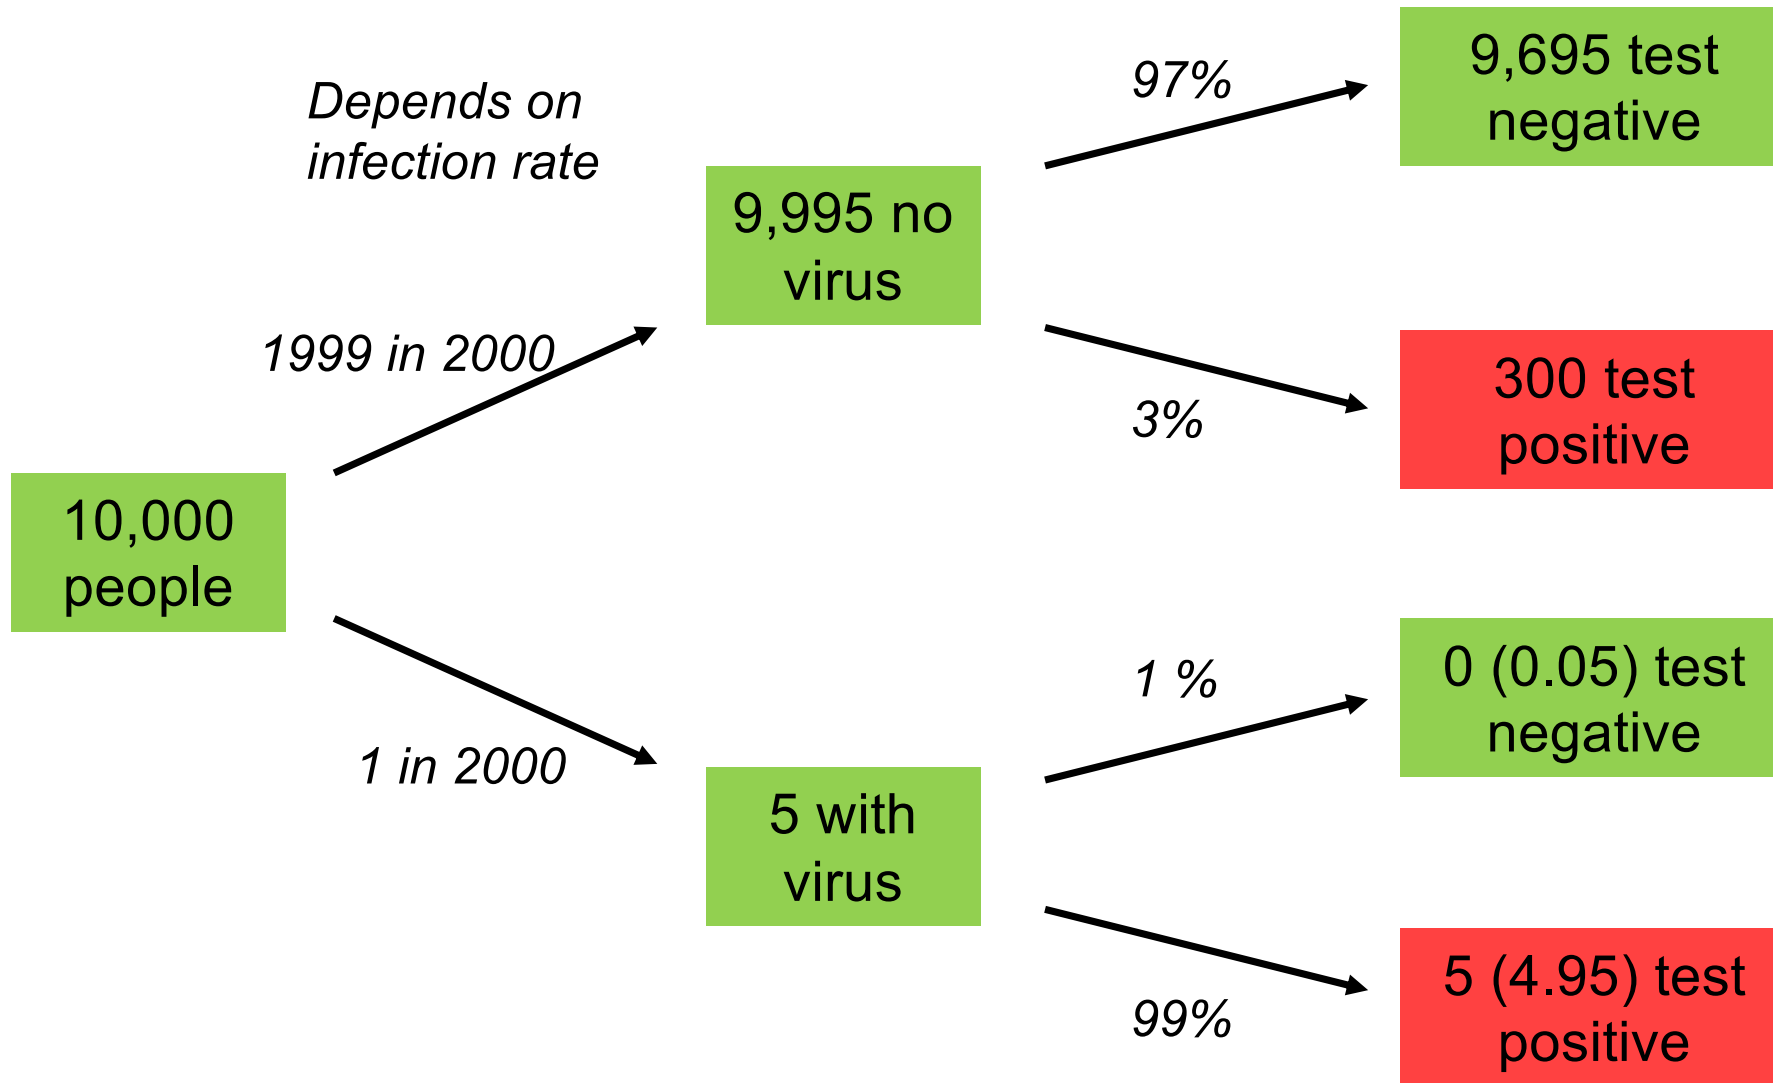 Depends on
infection rate
1999 in 2000
1 in 2000
10,000
people
9,995 no
virus
5 with
virus
97%
3%
1 %
99%
9,695 test
negative
300 test
positive
0 (0.05) test
negative
5 (4.95) test
positive